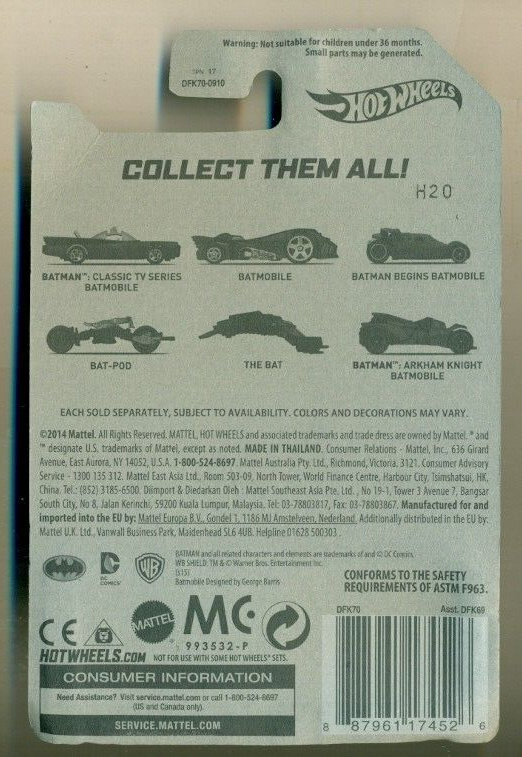 Warning: Not suitable for children under 36 months.
Small parts may be generated.
17
DFK70-0910
HOT WHEELS
COLLECT THEM ALL!
H20
BATMAN™: CLASSIC TV SERIES
BATMOBILE
BATMOBILE
BATMAN BEGINS BATMOBILE
BAT-POD
THE BAT
BATMAN™: ARKHAM KNIGHT
BATMOBILE
EACH SOLD SEPARATELY, SUBJECT TO AVAILABILITY. COLORS AND DECORATIONS MAY VARY.
©2014 Mattel. All Rights Reserved. MATTEL, HOT WHEELS and associated trademarks and trade dress are owned by Mattel. ® and
™ designate U.S. trademarks of Mattel, except as noted. MADE IN THAILAND. Consumer Relations - Mattel, Inc., 636 Girard
Avenue, East Aurora, NY 14052, U.S.A. 1-800-524-8697. Mattel Australia Pty. Ltd., Richmond, Victoria. 3121. Consumer Advisory
Service - 1300 135 312. Mattel East Asia Ltd., Room 503-09, North Tower, World Finance Centre, Harbour City, Tsimshatsui, HK,
China. Tel.: (852) 3185-6500. Diimport & Diedarkan Oleh : Mattel Southeast Asia Pte. Ltd. , No 19-1, Tower 3 Avenue 7, Bangsar
South City, No 8, Jalan Kerinchi, 59200 Kuala Lumpur, Malaysia. Tel: 03-78803817, Fax: 03-78803867. Manufactured for and
imported into the EU by: Mattel Europa B.V., Gondel 1, 1186 MJ Amstelveen, Nederland. Additionally distributed in the EU by:
Mattel U.K. Ltd., Vanwall Business Park, Maidenhead SL6 4UB. Helpline 01628 500303 .
DC
COMICS™
WB
BATMAN and all related characters and elements are trademarks of and © DC Comics.
WB SHIELD: TM & © Warner Bros. Entertainment Inc.
(s15)
Batmobile Designed by George Barris
CONFORMS TO THE SAFETY
REQUIREMENTS OF ASTM F963.
CE
MATTEL
MC
993532-P
HOTWHEELS.COM
NOT FOR USE WITH SOME HOT WHEELS® SETS.
CONSUMER INFORMATION
Need Assistance? Visit service.mattel.com or call 1-800-524-8697
(US and Canada only).
SERVICE.MATTEL.COM
DFK70
Asst. DFK69
8 87961 17452 6